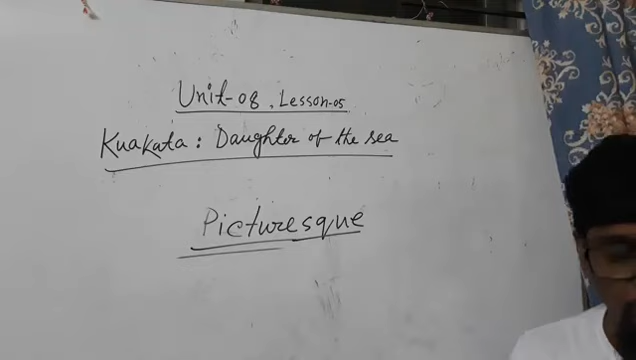 Unit-08, Lesson-05
Kuakata: Daughter of the sea
Picturesque